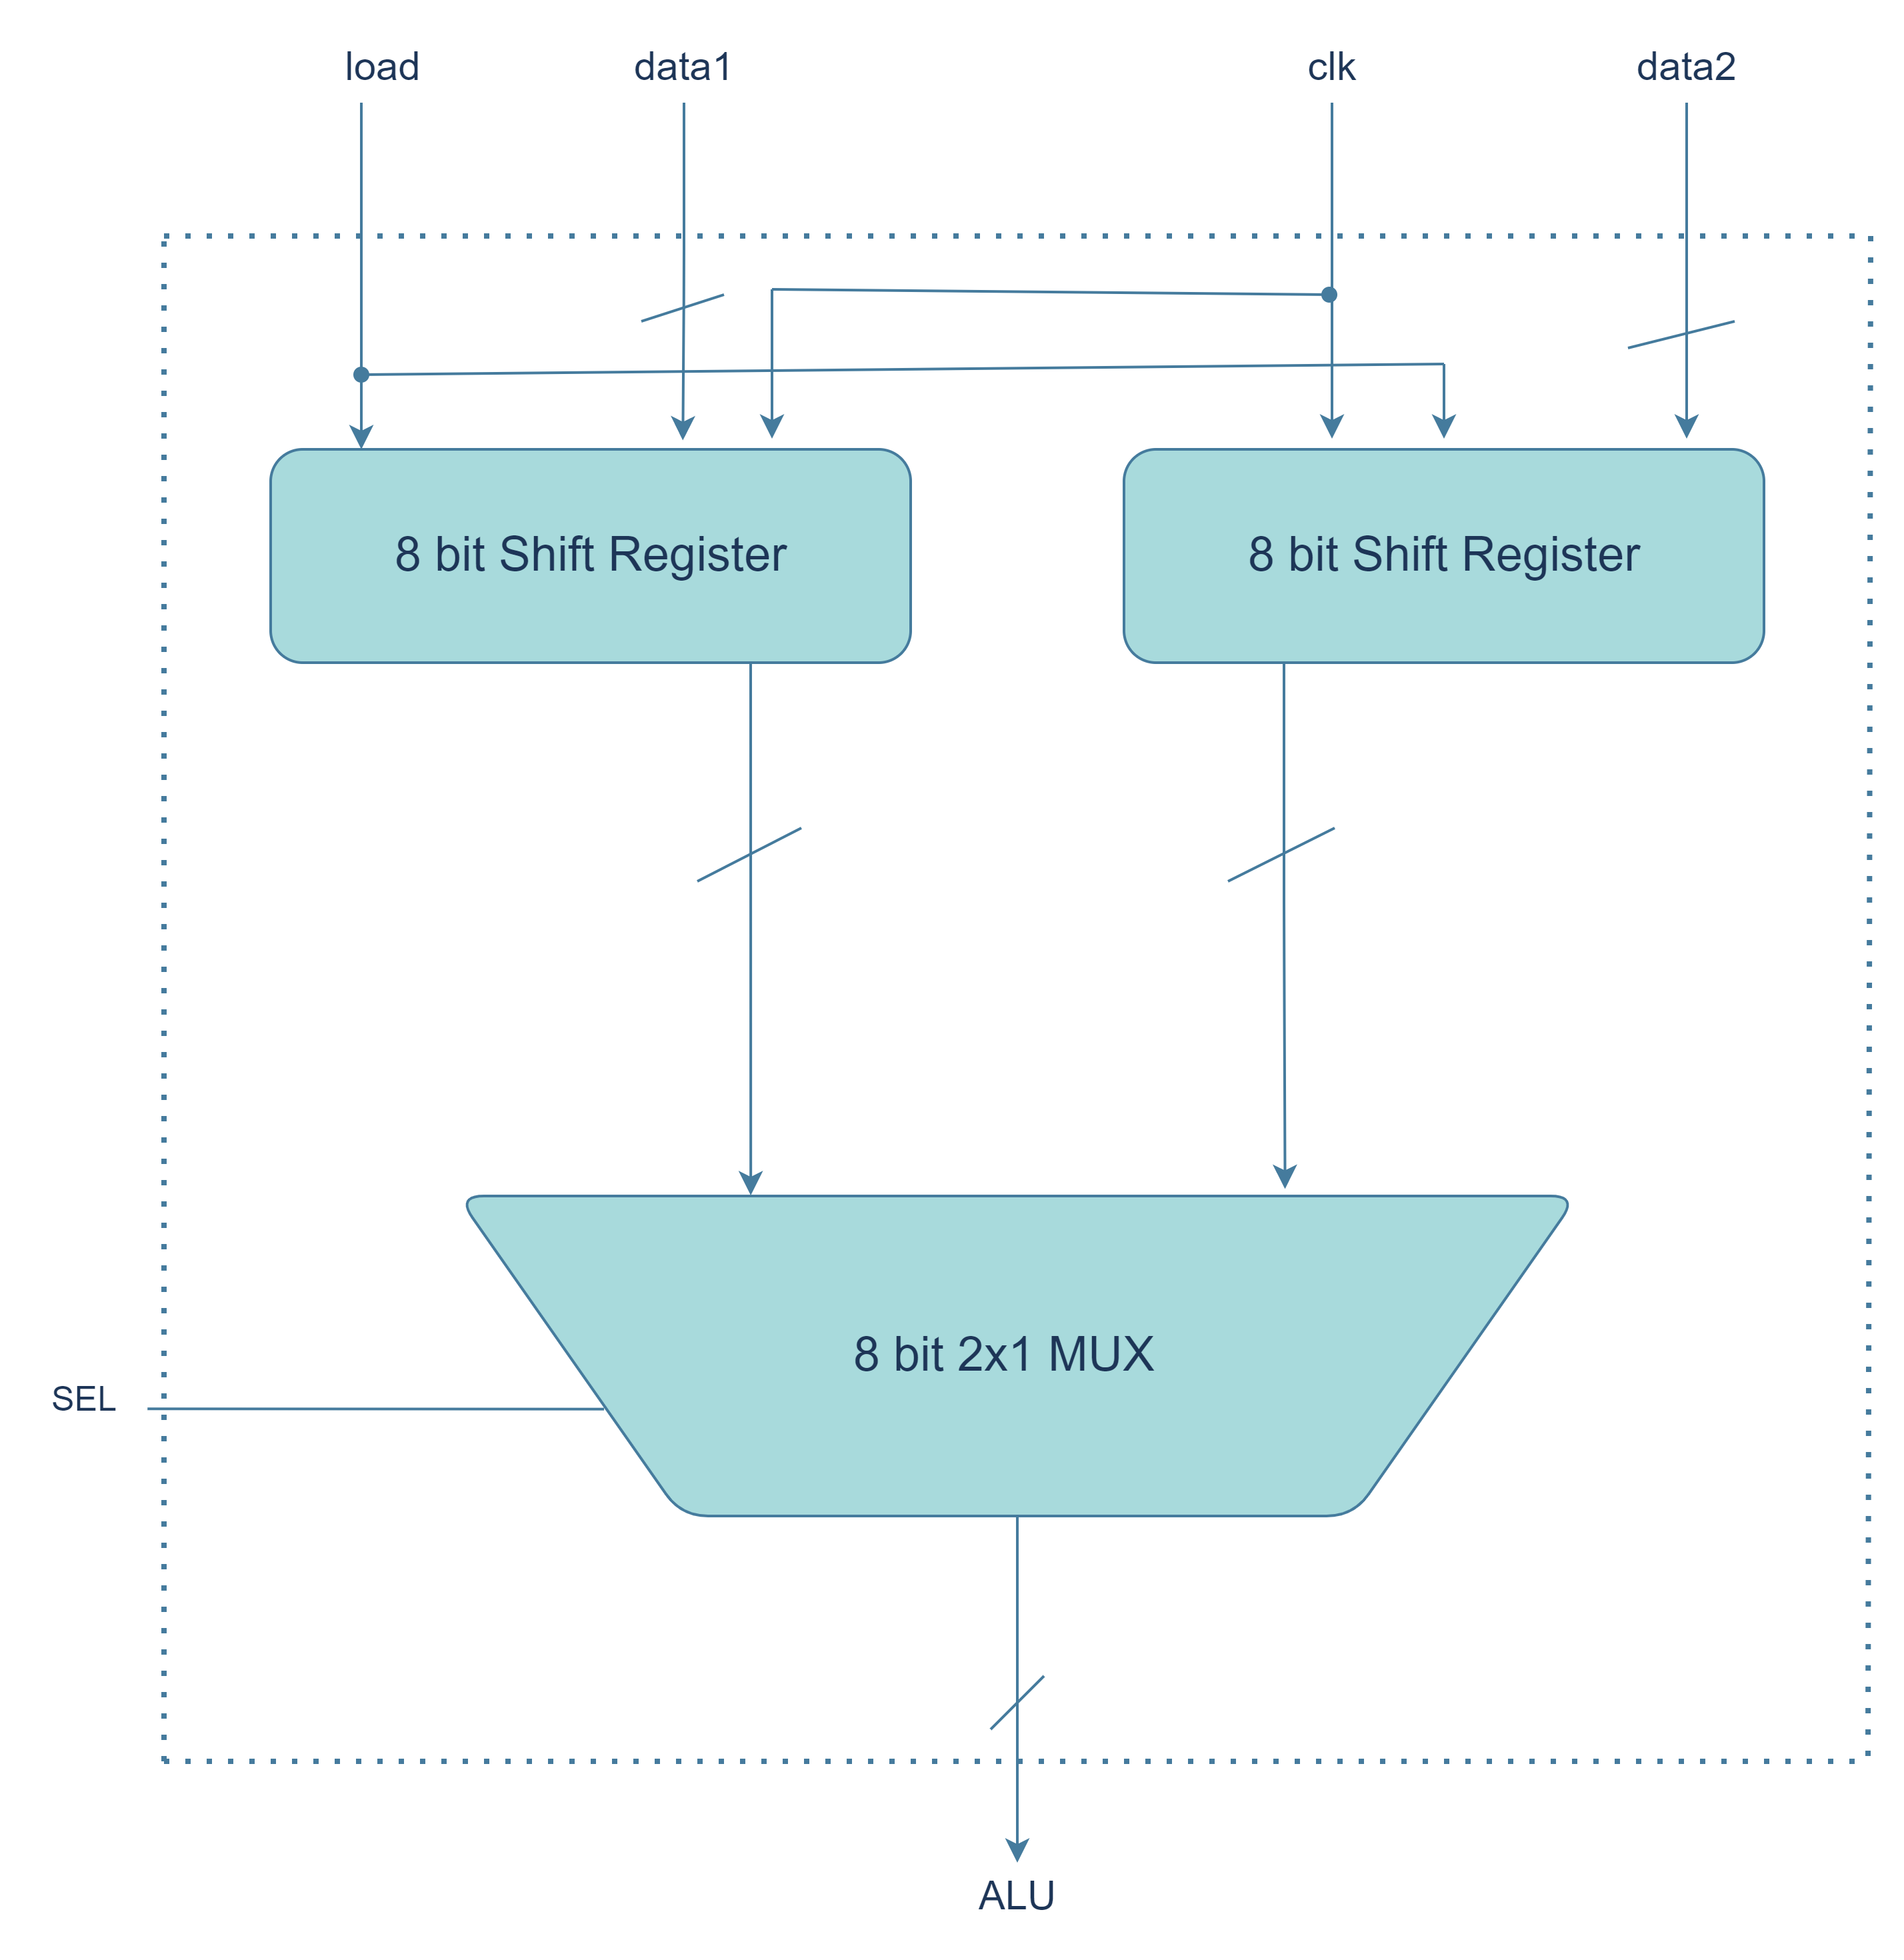 load
data1
clk
data2
8 bit Shift Register
8 bit Shift Register
8 bit 2x1 MUX
SEL
ALU